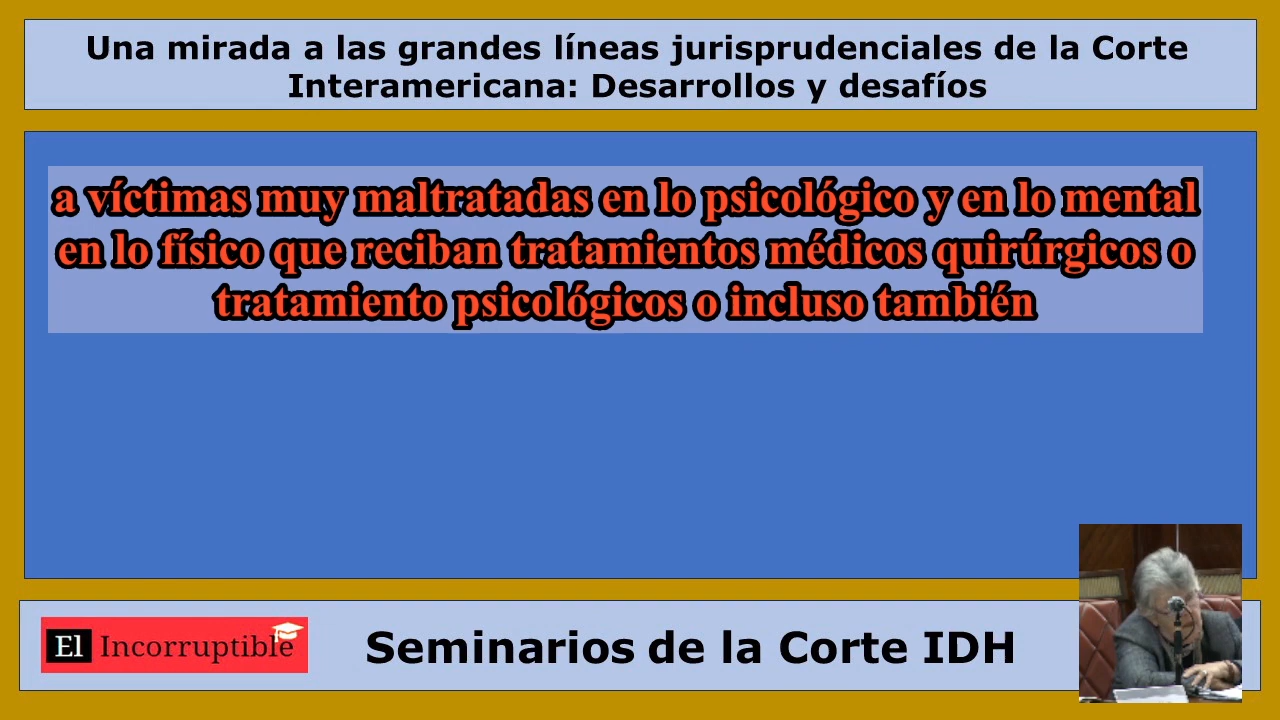 Una mirada a las grandes líneas jurisprudenciales de la Corte
Interamericana: Desarrollos y desafíos
a víctimas muy maltratadas en lo psicológico y en lo mental
en lo físico que reciban tratamientos médicos quirúrgicos o
tratamiento psicológicos o incluso también
El Incorruptible
Seminarios de la Corte IDH